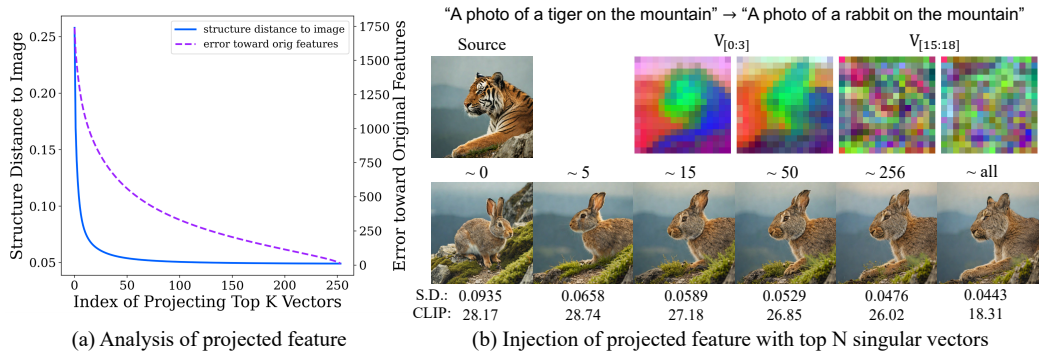 “A photo of a tiger on the mountain” → “A photo of a rabbit on the mountain”
Structure Distance to Image
0.25
0.20
0.15
0.10
0.05
structure distance to image
error toward orig features
1750
1500
1250
1000
750
500
250
0
Error toward Original Features
0 50 100 150 200 250
Index of Projecting Top K Vectors
(a) Analysis of projected feature
Source V[0:3] V[15:18]
~ 0 ~ 5 ~ 15 ~ 50 ~256 ~ all
S.D.: 0.0935 0.0658 0.0589 0.0529 0.0476 0.0443
CLIP: 28.17 28.74 27.18 26.85 26.02 18.31
(b) Injection of projected feature with top N singular vectors